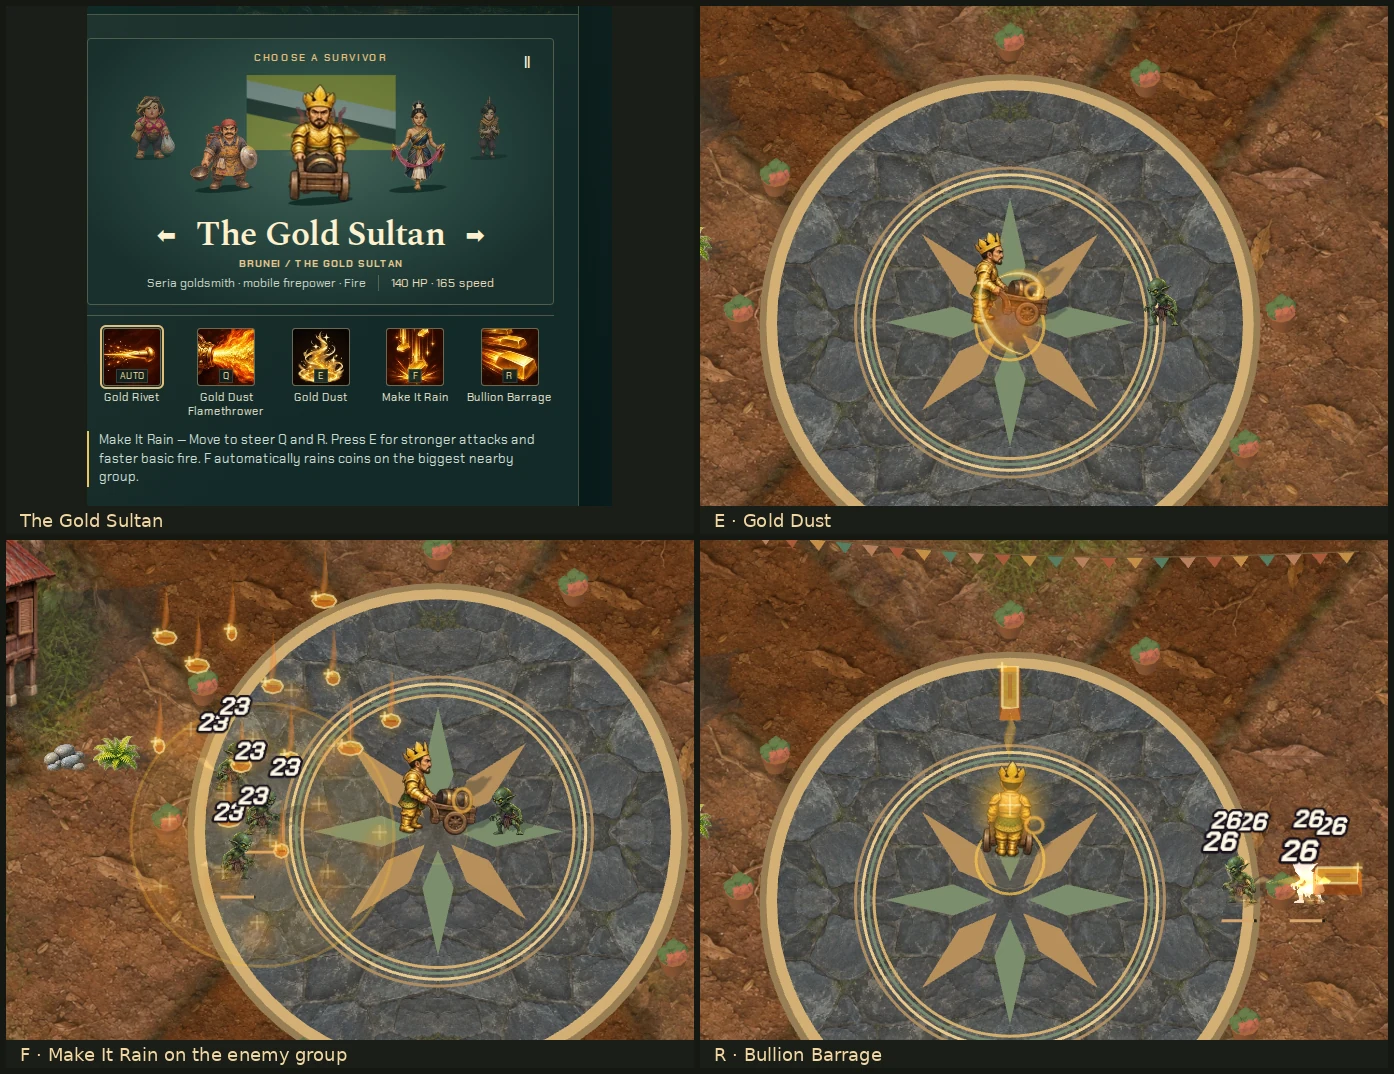 CHOOSE A SURVIVOR
The Gold Sultan
BRUNEI / THE GOLD SULTAN
Seria goldsmith · mobile firepower · Fire
140 HP · 165 speed
AUTO
Q
E
F
R
Gold Rivet
Gold Dust
Flamethrower
Gold Dust
Make It Rain
Bullion Barrage
Make It Rain — Move to steer Q and R. Press E for stronger attacks and
faster basic fire. F automatically rains coins on the biggest nearby
group.
The Gold Sultan
E · Gold Dust
23
23
23
23
23
23
F · Make It Rain on the enemy group
26
26
26
26
26
26
R · Bullion Barrage